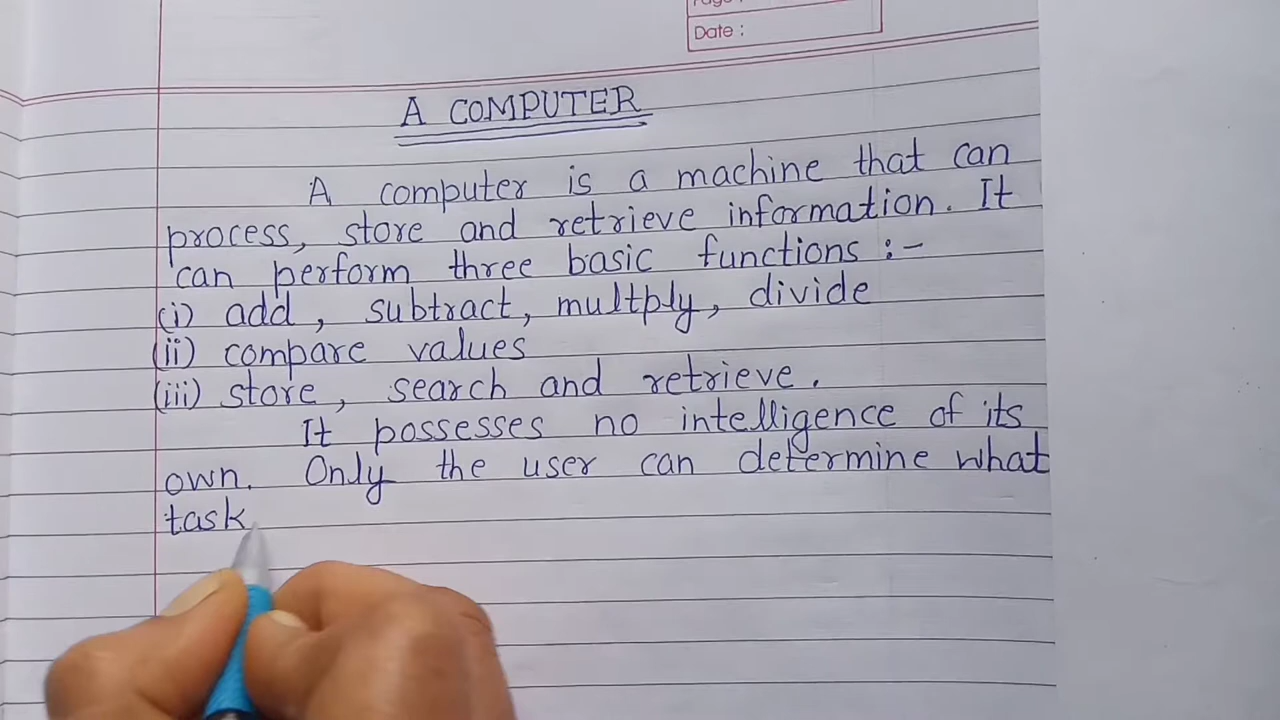 Date :
A COMPUTER
A computer is a machine that can
process, store and retrieve information. It
can perform three basic functions :-
(i) add, subtract, multply, divide
(ii) compare values
(iii) store, search and retrieve.
It possesses no intelligence of its
own. Only the user can determine what
task